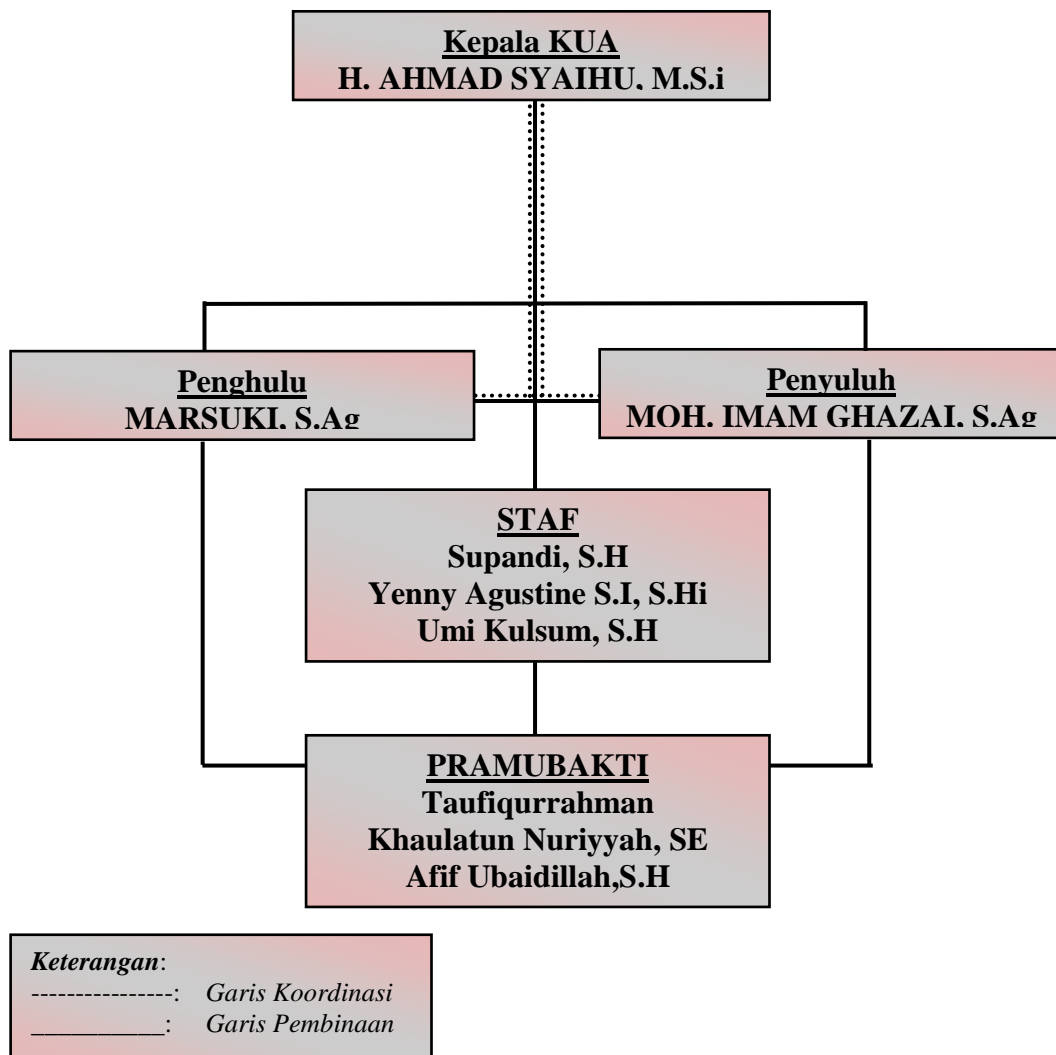 Kepala KUA
H. AHMAD SYAIHU, M.S.i
Penghulu
MARSUKI, S.Ag
Penyuluh
MOH. IMAM GHAZAI, S.Ag
STAF
Supandi, S.H
Yenny Agustine S.I, S.Hi
Umi Kulsum, S.H
PRAMUBAKTI
Taufiqurrahman
Khaulatun Nuriyyah, SE
Afif Ubaidillah,S.H
Keterangan:
----------------: Garis Koordinasi
__________: Garis Pembinaan